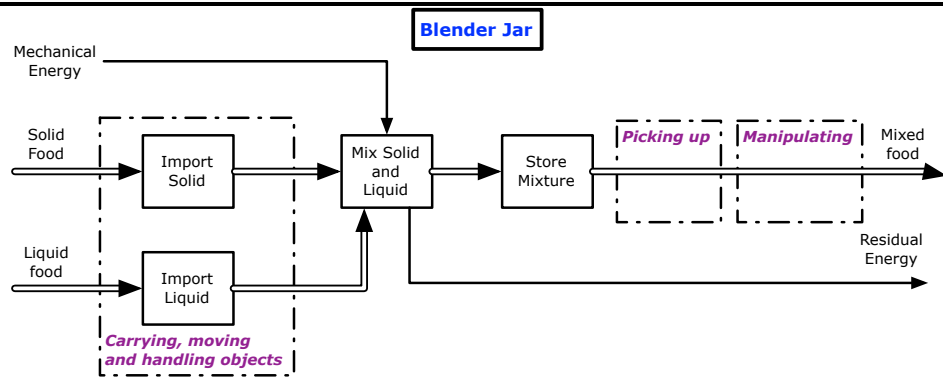 Blender Jar
Mechanical
Energy
Solid
Food
Import
Solid
Mix Solid
and
Liquid
Store
Mixture
Picking up
Manipulating
Mixed
food
Liquid
food
Import
Liquid
Residual
Energy
Carrying, moving
and handling objects